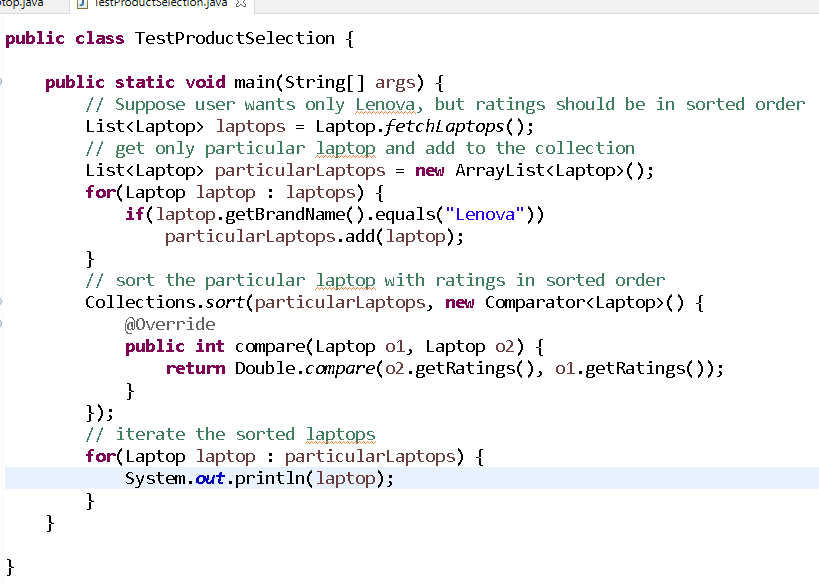 top.java TestProductSelection.java
public class TestProductSelection {
public static void main(String[] args) {
// Suppose user wants only Lenova, but ratings should be in sorted order
List<Laptop> laptops = Laptop.fetchLaptops();
// get only particular laptop and add to the collection
List<Laptop> particularLaptops = new ArrayList<Laptop>();
for(Laptop laptop : laptops) {
if(laptop.getBrandName().equals("Lenova"))
particularLaptops.add(laptop);
}
// sort the particular laptop with ratings in sorted order
Collections.sort(particularLaptops, new Comparator<Laptop>() {
@Override
public int compare(Laptop o1, Laptop o2) {
return Double.compare(o2.getRatings(), o1.getRatings());
}
});
// iterate the sorted laptops
for(Laptop laptop : particularLaptops) {
System.out.println(laptop);
}
}
}